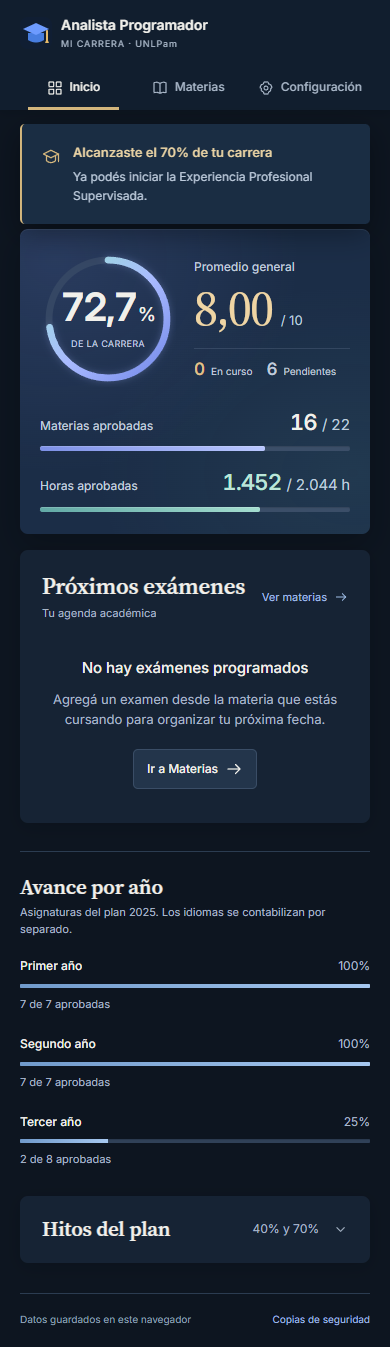 Analista Programador
MI CARRERA · UNLPam
Inicio
Materias
Configuración
Alcanzaste el 70% de tu carrera
Ya podés iniciar la Experiencia Profesional
Supervisada.
72,7 %
DE LA CARRERA
Promedio general
8,00 / 10
0 En curso 6 Pendientes
Materias aprobadas 16 / 22
Horas aprobadas 1.452 / 2.044 h
Próximos exámenes
Ver materias
Tu agenda académica
No hay exámenes programados
Agregá un examen desde la materia que estás
cursando para organizar tu próxima fecha.
Ir a Materias
Avance por año
Asignaturas del plan 2025. Los idiomas se contabilizan por
separado.
Primer año 100%
7 de 7 aprobadas
Segundo año 100%
7 de 7 aprobadas
Tercer año 25%
2 de 8 aprobadas
Hitos del plan 40% y 70%
Datos guardados en este navegador Copias de seguridad